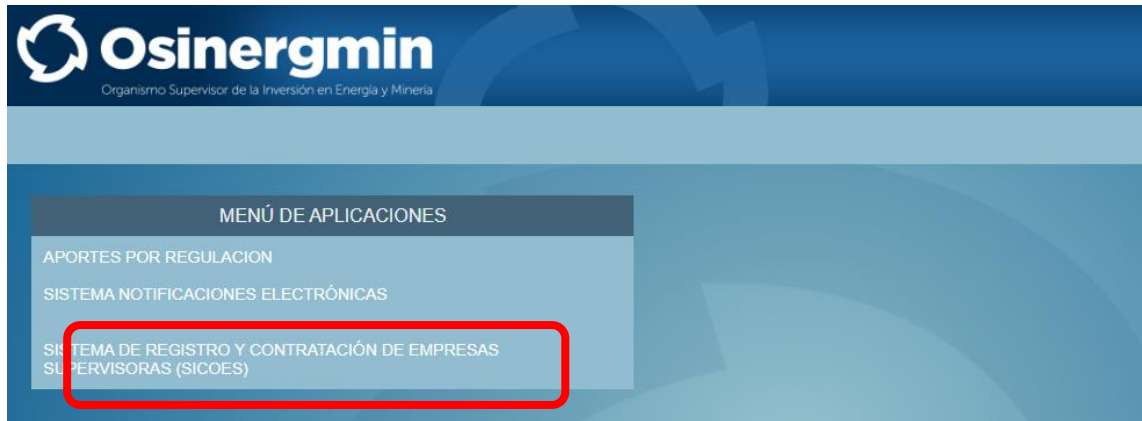 Osinergmin
Organismo Supervisor de la Inversión en Energía y Minería
MENÚ DE APLICACIONES
APORTES POR REGULACION
SISTEMA NOTIFICACIONES ELECTRÓNICAS
SISTEMA DE REGISTRO Y CONTRATACIÓN DE EMPRESAS
SUPERVISORAS (SICOES)